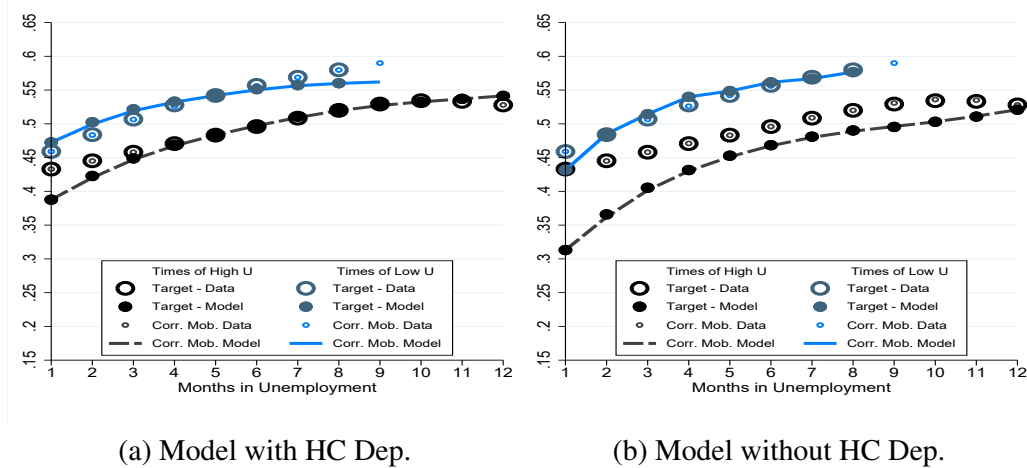 .65
.6
.55
.5
.45
.4
.35
.3
.25
.2
.15
Times of High U Times of Low U
Target - Data Target - Data
Target - Model Target - Model
Corr. Mob. Data Corr. Mob. Data
Corr. Mob. Model Corr. Mob. Model
1 2 3 4 5 6 7 8 9 10 11 12
Months in Unemployment
(a) Model with HC Dep.
.65
.6
.55
.5
.45
.4
.35
.3
.25
.2
.15
Times of High U Times of Low U
Target - Data Target - Data
Target - Model Target - Model
Corr. Mob. Data Corr. Mob. Data
Corr. Mob. Model Corr. Mob. Model
1 2 3 4 5 6 7 8 9 10 11 12
Months in Unemployment
(b) Model without HC Dep.